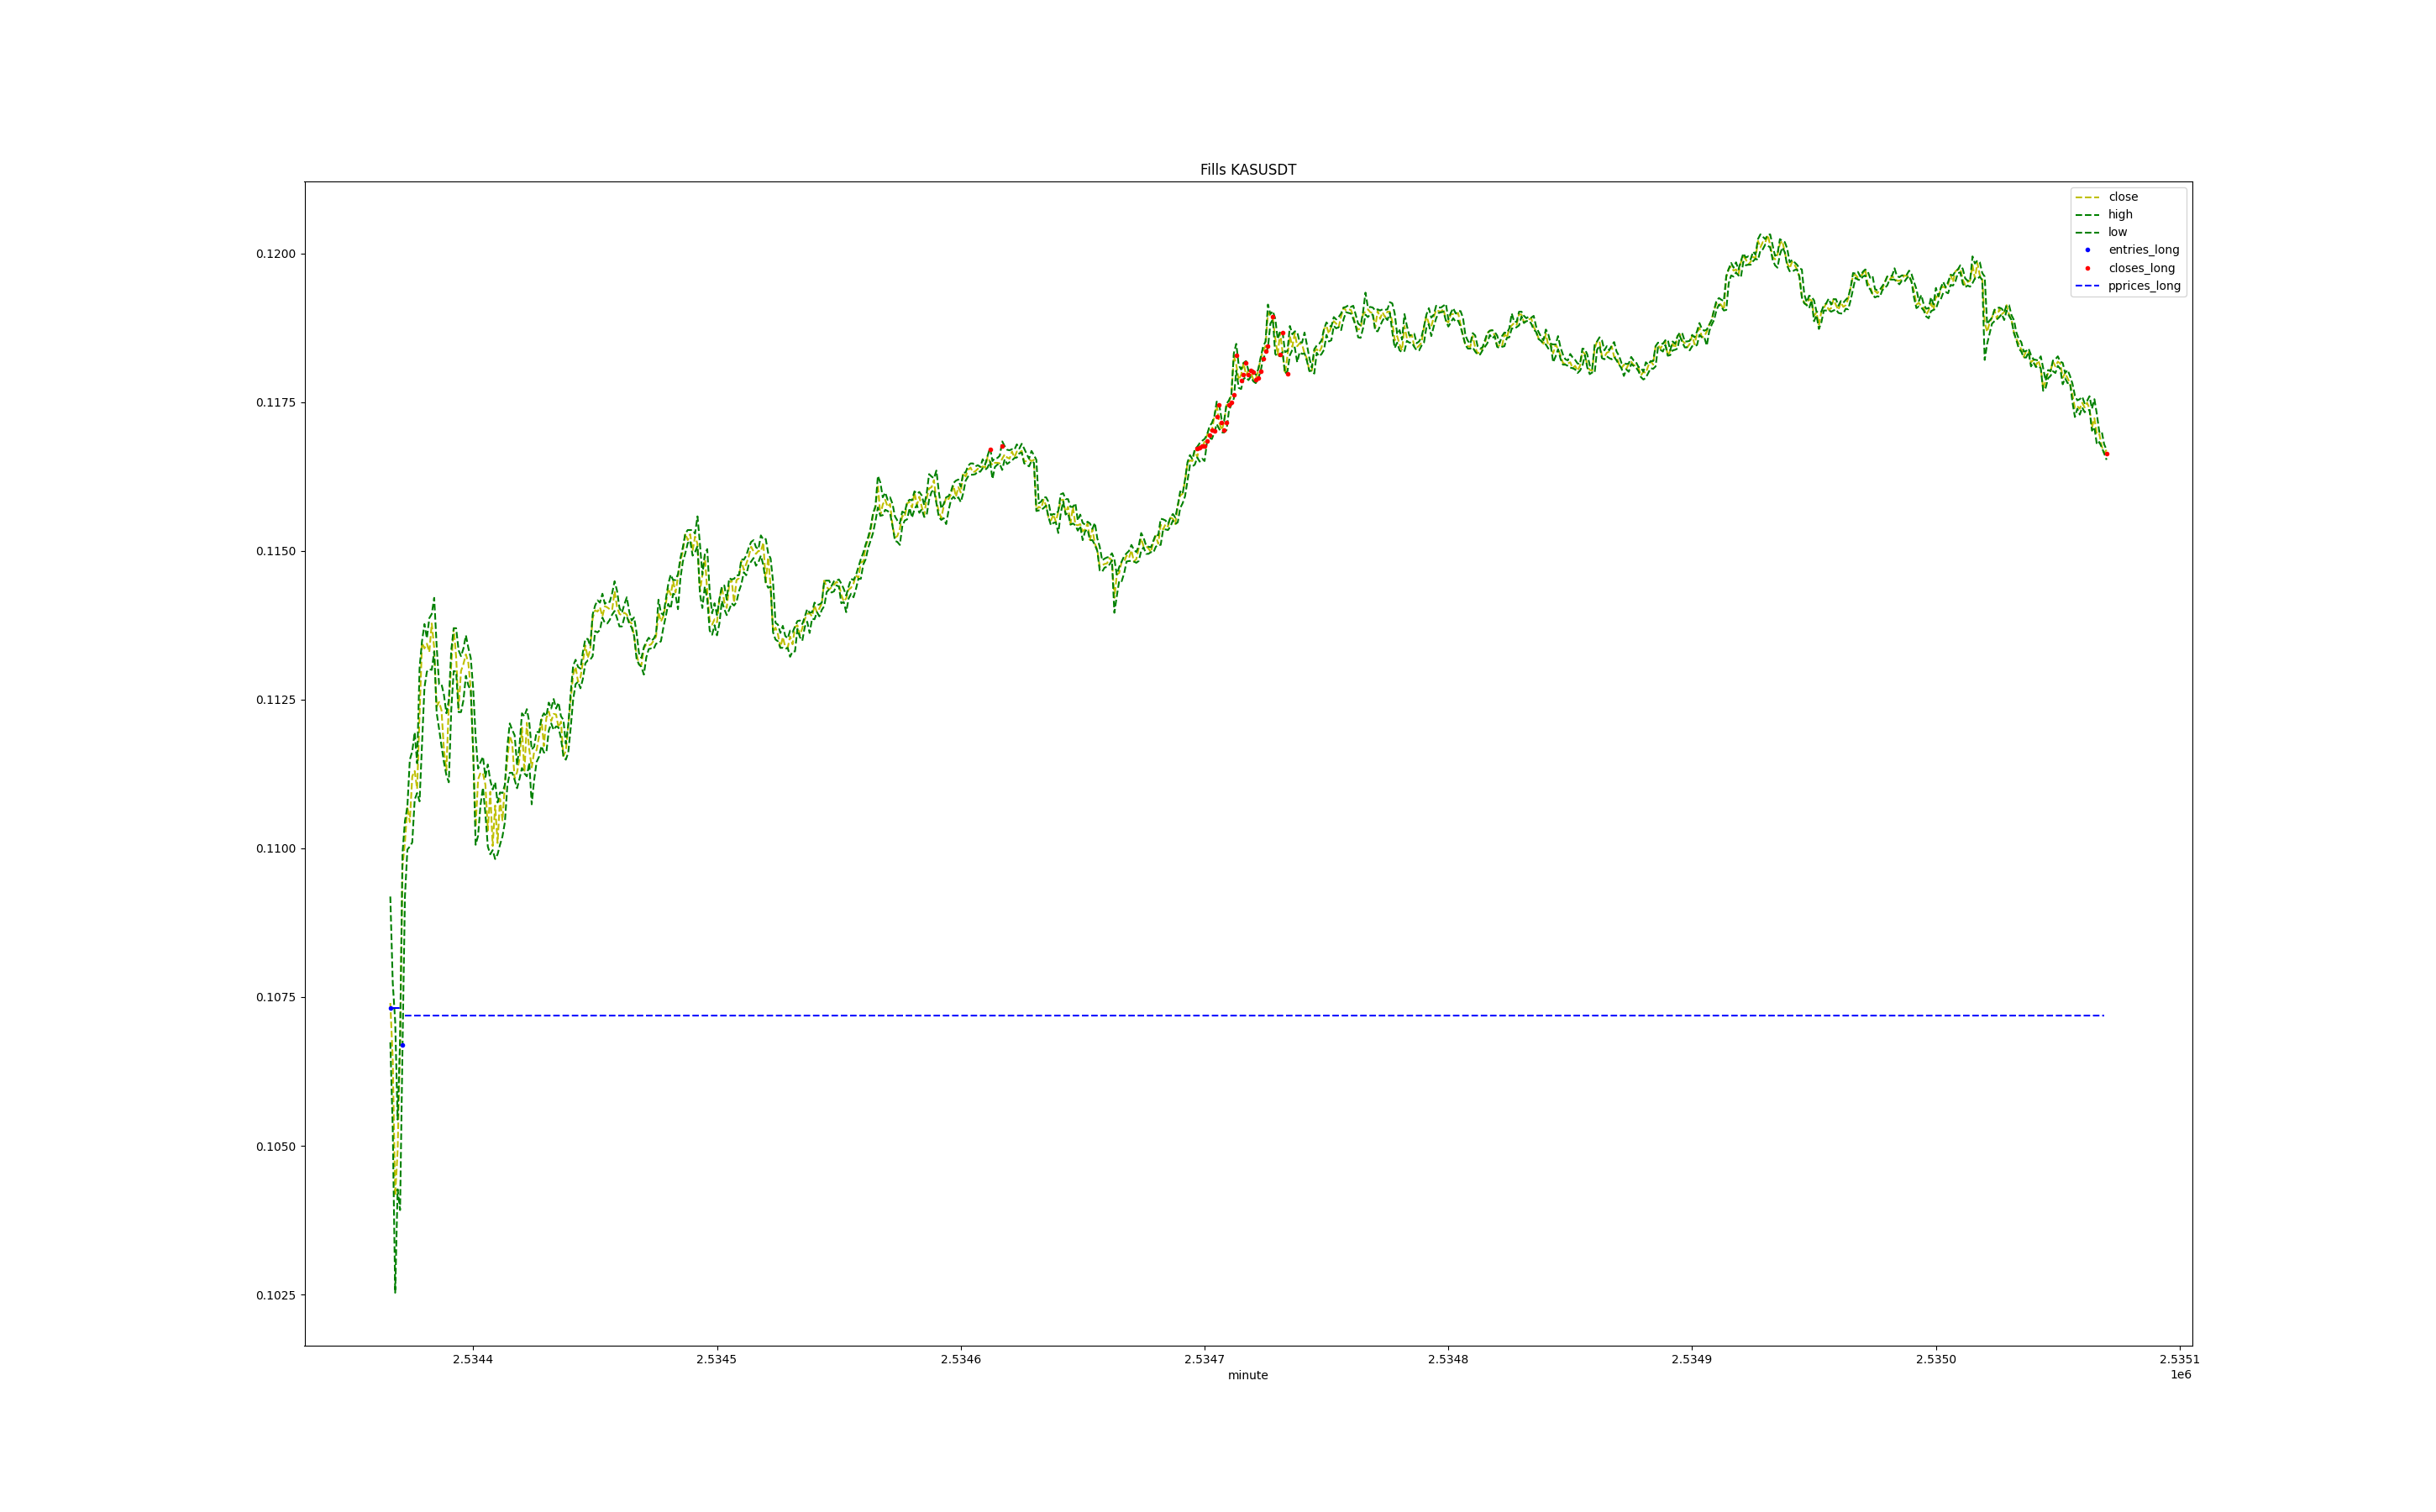 Fills KASUSDT
close
high
low
entries_long
closes_long
pprices_long
0.1200
0.1175
0.1150
0.1125
0.1100
0.1075
0.1050
0.1025
2.5344 2.5345 2.5346 2.5347 2.5348 2.5349 2.5350 2.5351
1e6
minute